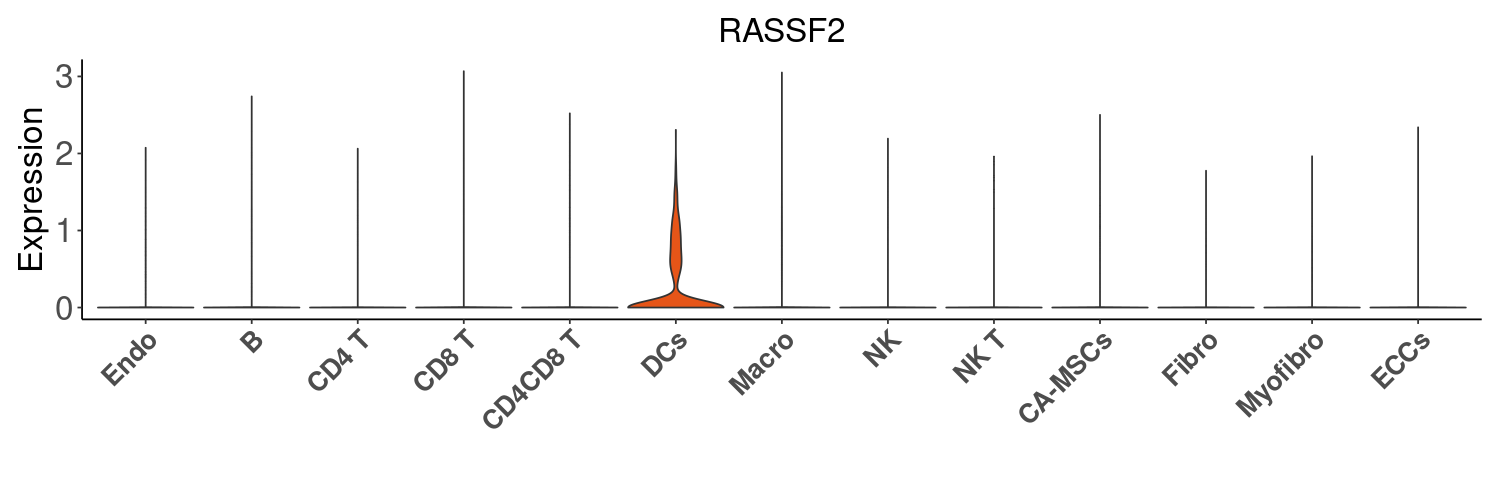 RASSF2
Expression
3
2
1
0
Endo
B
CD4 T
CD8 T
CD4CD8 T
DCs
Macro
NK
NK T
CA-MSCs
Fibro
Myofibro
ECCs